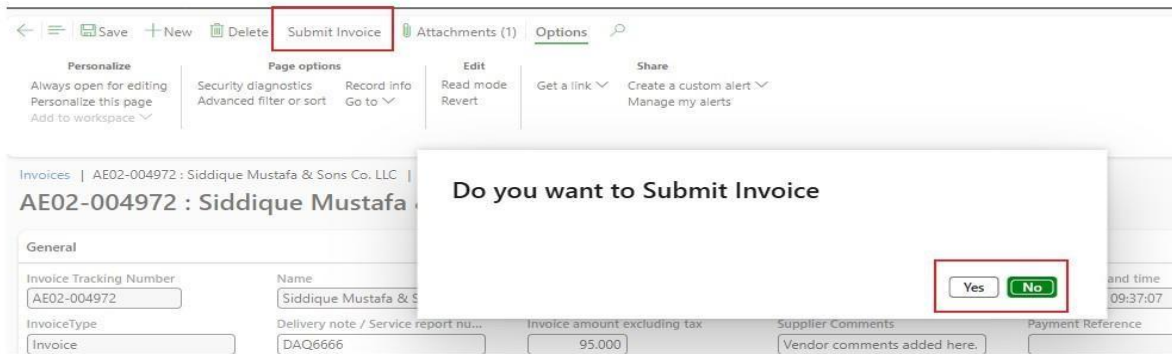 Save New Delete Submit Invoice Attachments (1) Options
Personalize Page options Edit Share
Always open for editing Security diagnostics Record info Read mode Get a link Create a custom alert
Personalize this page Advanced filter or sort Go to Revert Manage my alerts
Add to workspace
Invoices | AE02-004972 : Siddique Mustafa & Sons Co. LLC |
Do you want to Submit Invoice
AE02-004972 : Siddique Mustafa
General
Yes No
Invoice Tracking Number Name and time
AE02-004972 Siddique Mustafa & S 09:37:07
InvoiceType Delivery note / Service report nu... Invoice amount excluding tax Supplier Comments Payment Reference
Invoice DAQ6666 95.000 Vendor comments added here.